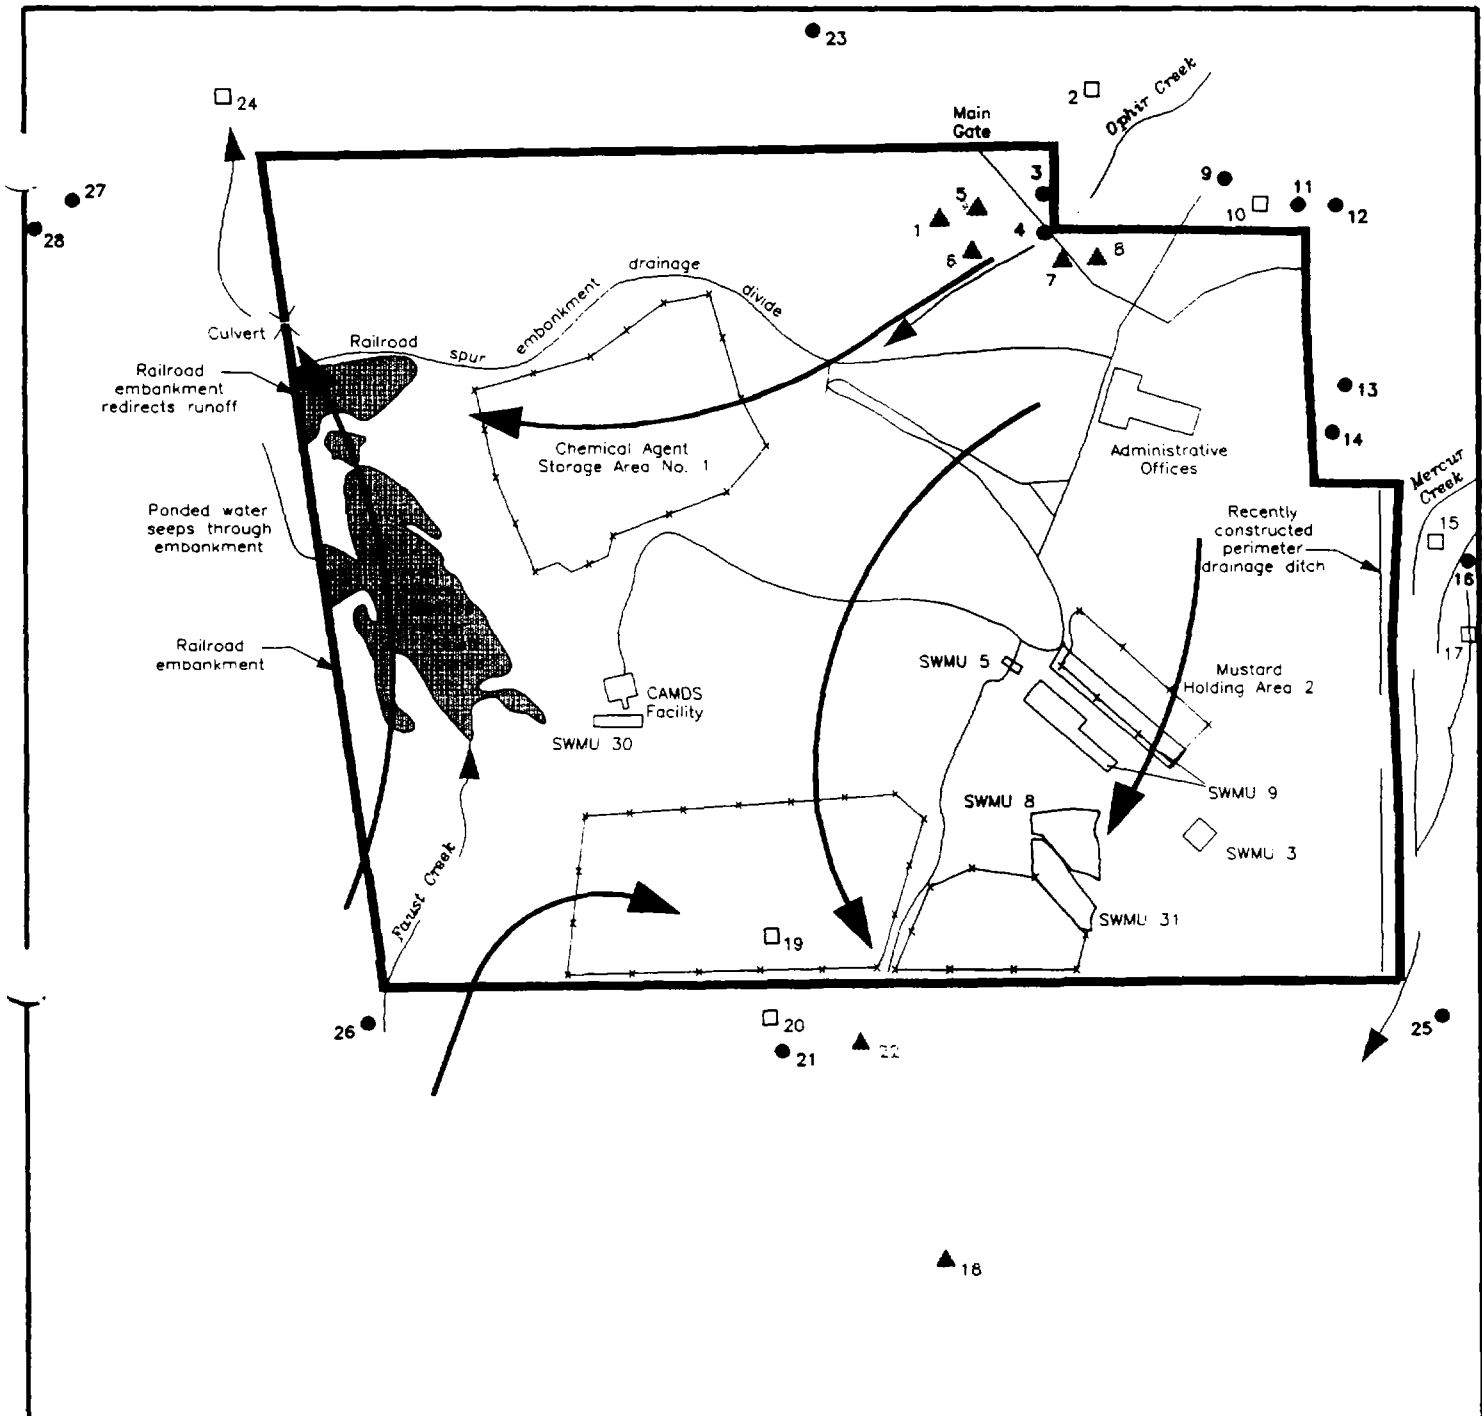 23
24
2
Ophir Creek
Main
Gate
27
28
3
9
11
10
12
5
1
4
6
7
8
drainage
embankment
divide
Culvert
Railroad
spur
Railroad
embankment
redirects runoff
13
14
Chemical Agent
Storage Area No. 1
Administrative
Offices
Mercur
Creek
Ponded water
seeps through
embankment
Recently
constructed
perimeter
drainage ditch
15
16
17
Railroad
embankment
SWMU 5
Mustard
Holding Area 2
CAMDS
Facility
SWMU 30
SWMU 9
SWMU 8
SWMU 3
Faust Creek
SWMU 31
19
20
26
21
22
25
18